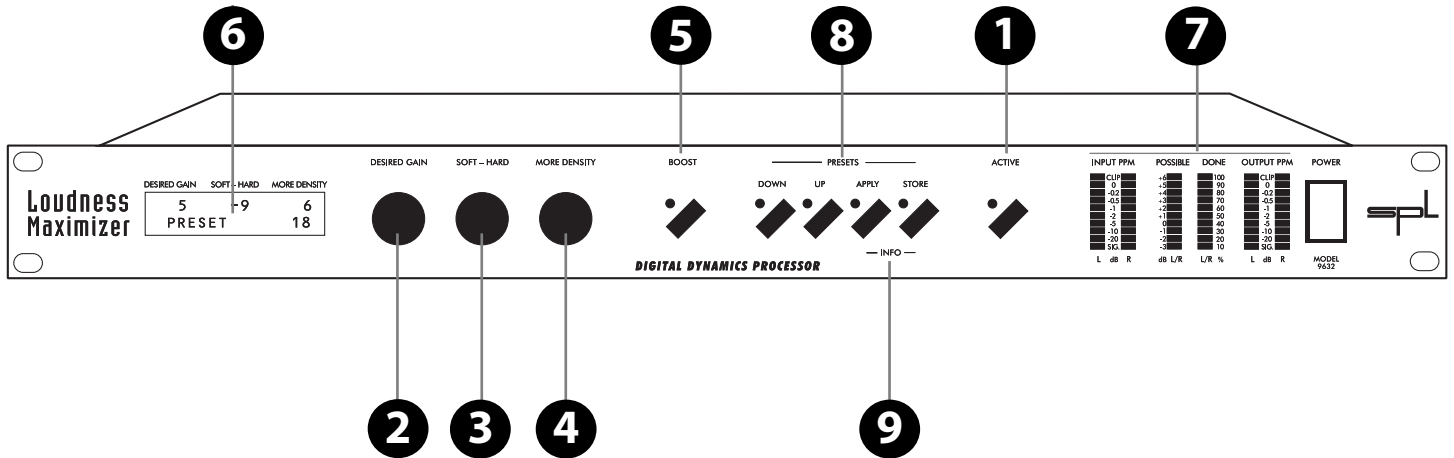 6
5
8
1
7
Loudness
Maximizer
DESIRED GAIN SOFT – HARD MORE DENSITY
5 -9 6
PRESET 18
DESIRED GAIN
SOFT – HARD
MORE DENSITY
BOOST
PRESETS
DOWN
UP
APPLY
STORE
INFO
DIGITAL DYNAMICS PROCESSOR
ACTIVE
INPUT PPM
CLIP
0
-0.2
-0.5
-1
-2
-5
-10
-20
SIG.
L dB R
POSSIBLE
+6
+5
+4
+3
+2
+1
0
-1
-2
-3
dB L/R
DONE
100
90
80
70
60
50
40
30
20
10
L/R %
OUTPUT PPM
CLIP
0
-0.2
-0.5
-1
-2
-5
-10
-20
SIG.
L dB R
POWER
MODEL
9632
spl
2
3
4
9